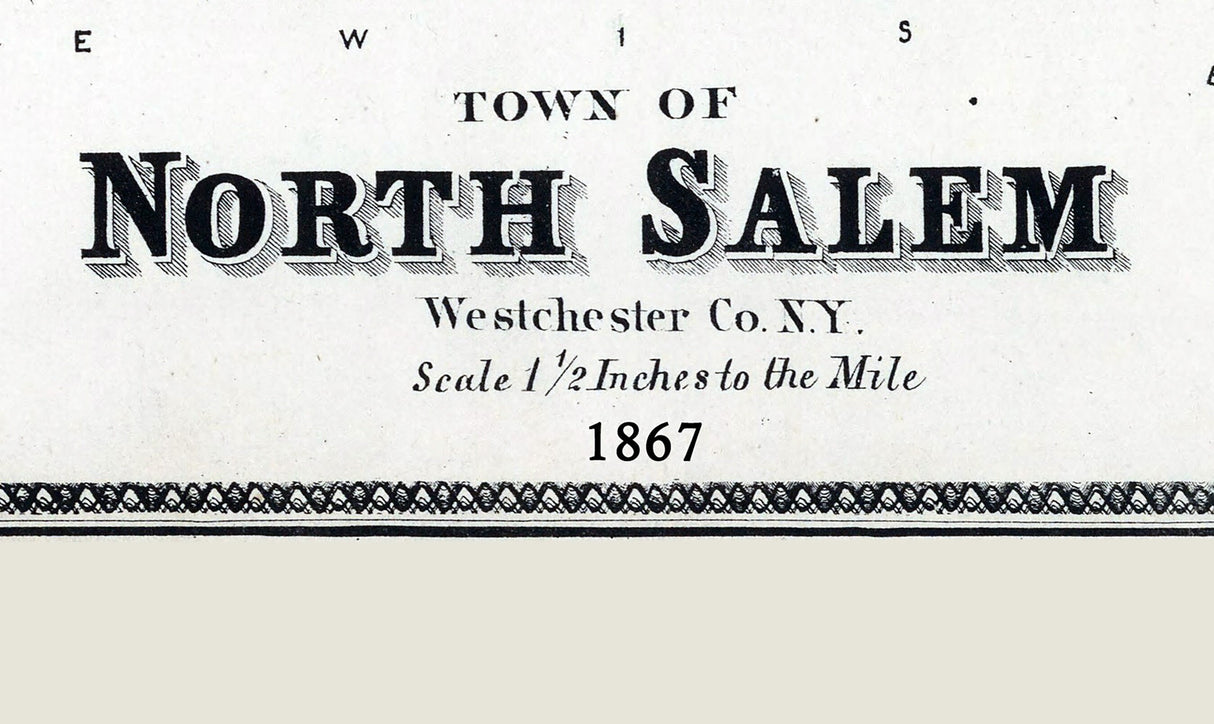 E W I S
TOWN OF
NORTH SALEM
Westchester Co. N.Y.
Scale 1 1/2 Inches to the Mile
1867